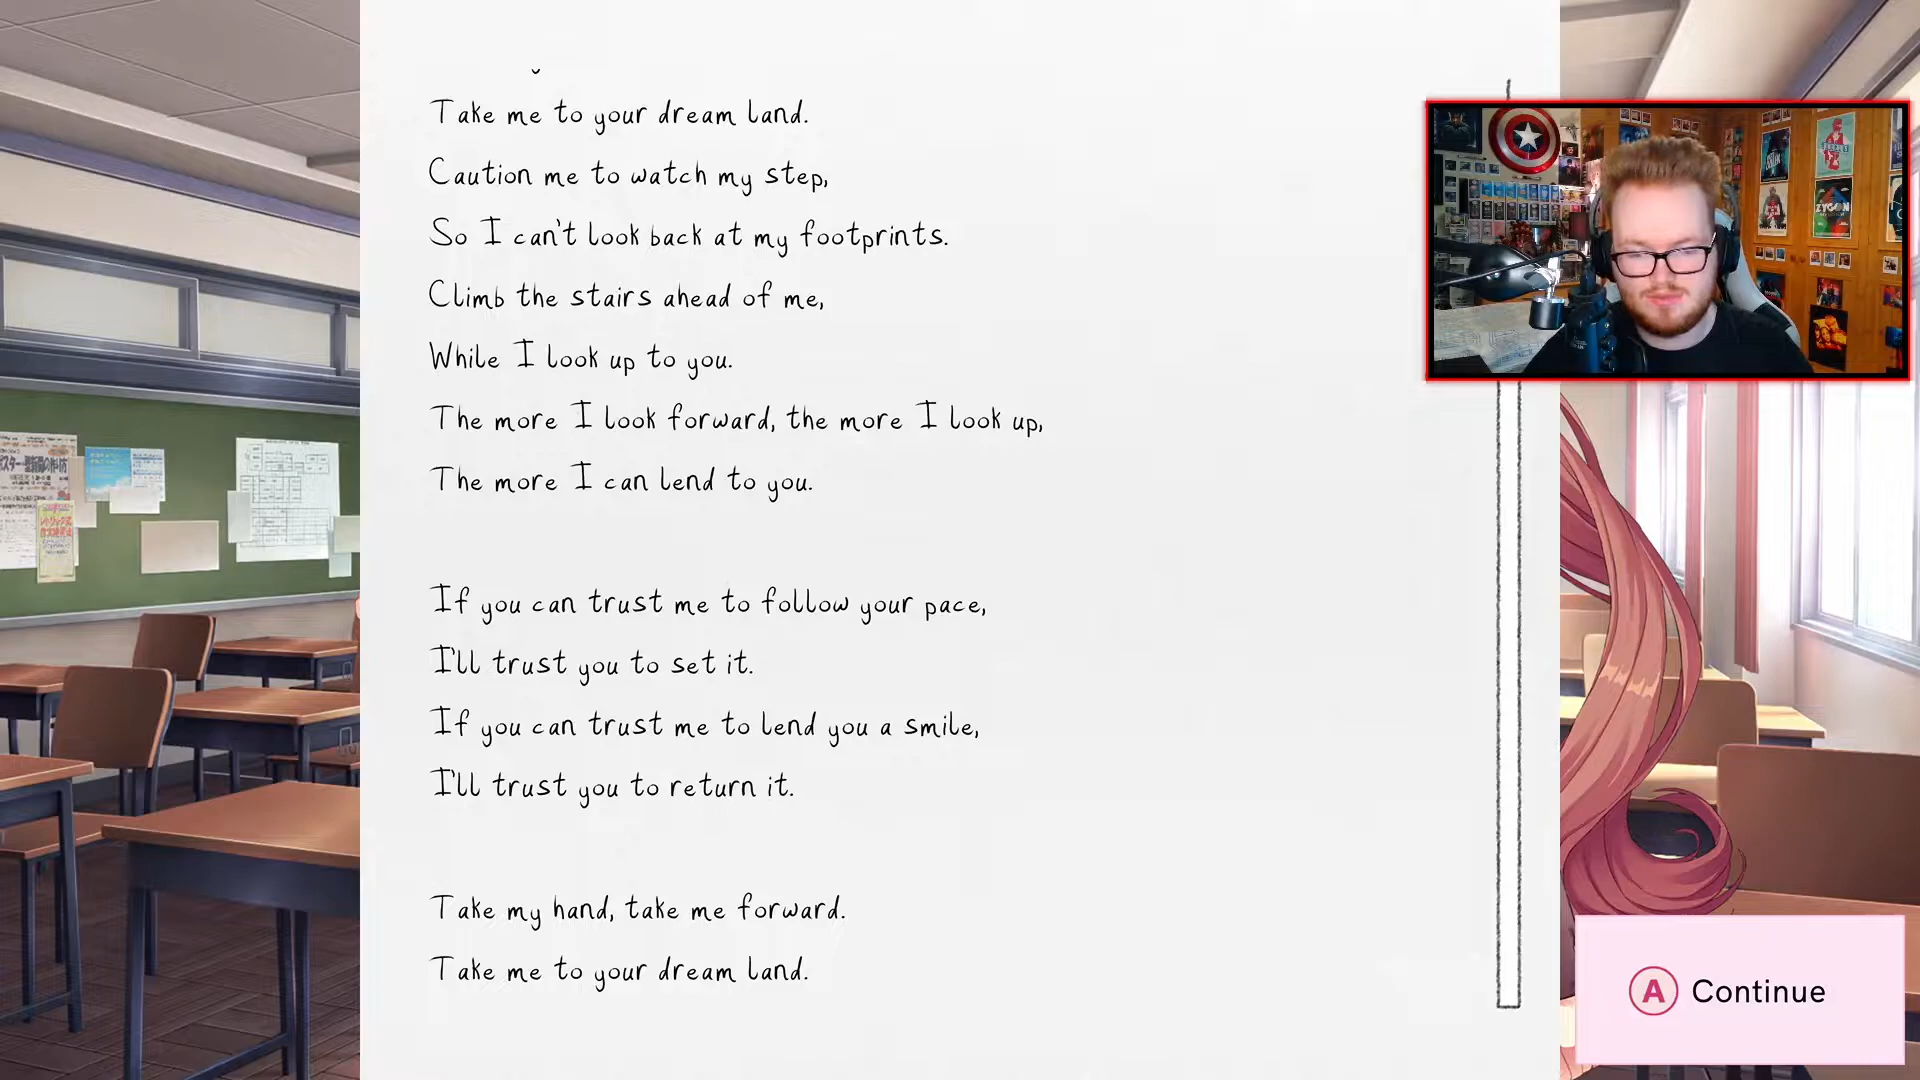 Take me to your dream land.
Caution me to watch my step,
So I can't look back at my footprints.
Climb the stairs ahead of me,
While I look up to you.
The more I look forward, the more I look up,
The more I can lend to you.
If you can trust me to follow your pace,
I'll trust you to set it.
If you can trust me to lend you a smile,
I'll trust you to return it.
Take my hand, take me forward.
Take me to your dream land.
ZYGON
A Continue